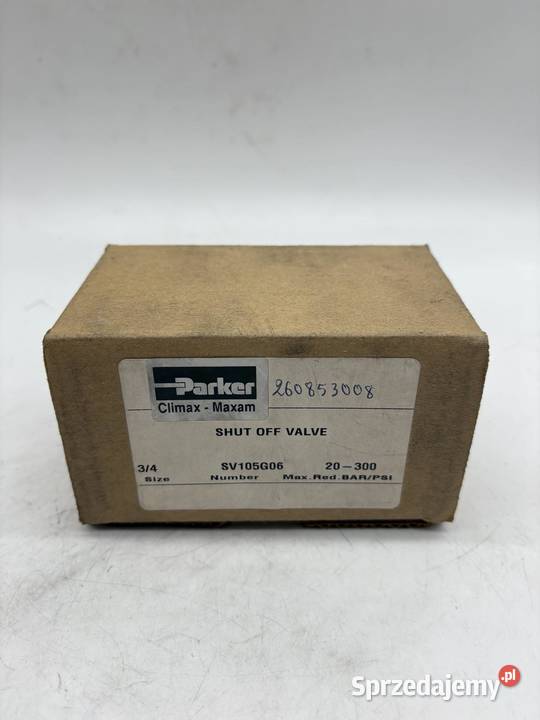 Parker 260853008
Climax - Maxam
SHUT OFF VALVE
3/4 SV105G06 20-300
Size Number Max.Red.BAR/PSI
Sprzedajemy.pl